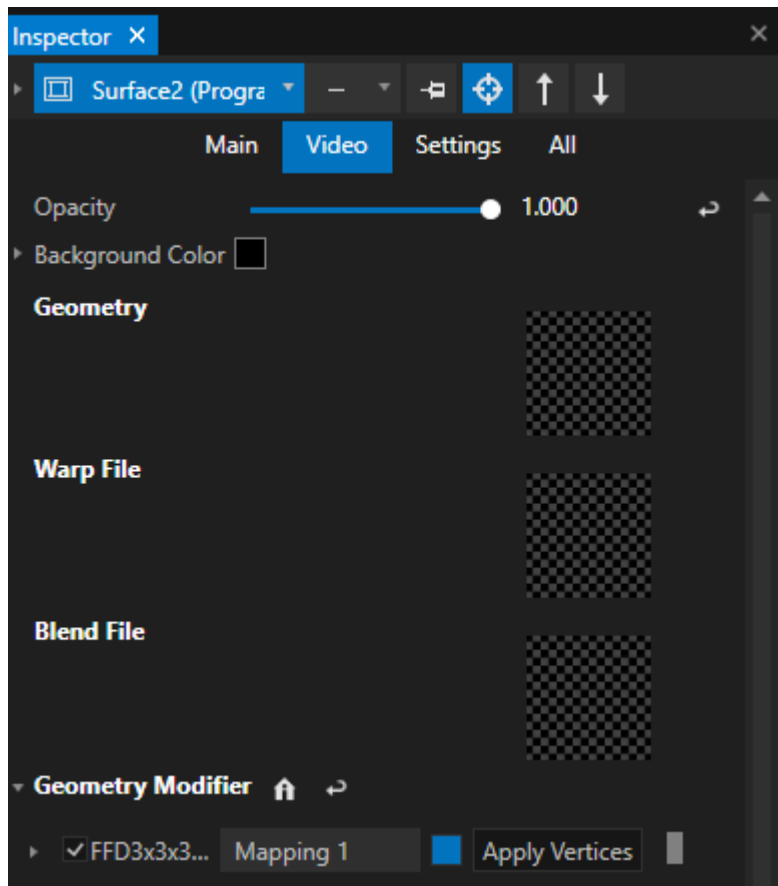 Inspector
Surface2 (Progra
Main Video Settings All
Opacity 1.000
Background Color
Geometry
Warp File
Blend File
Geometry Modifier
FFD3x3x3... Mapping 1 Apply Vertices